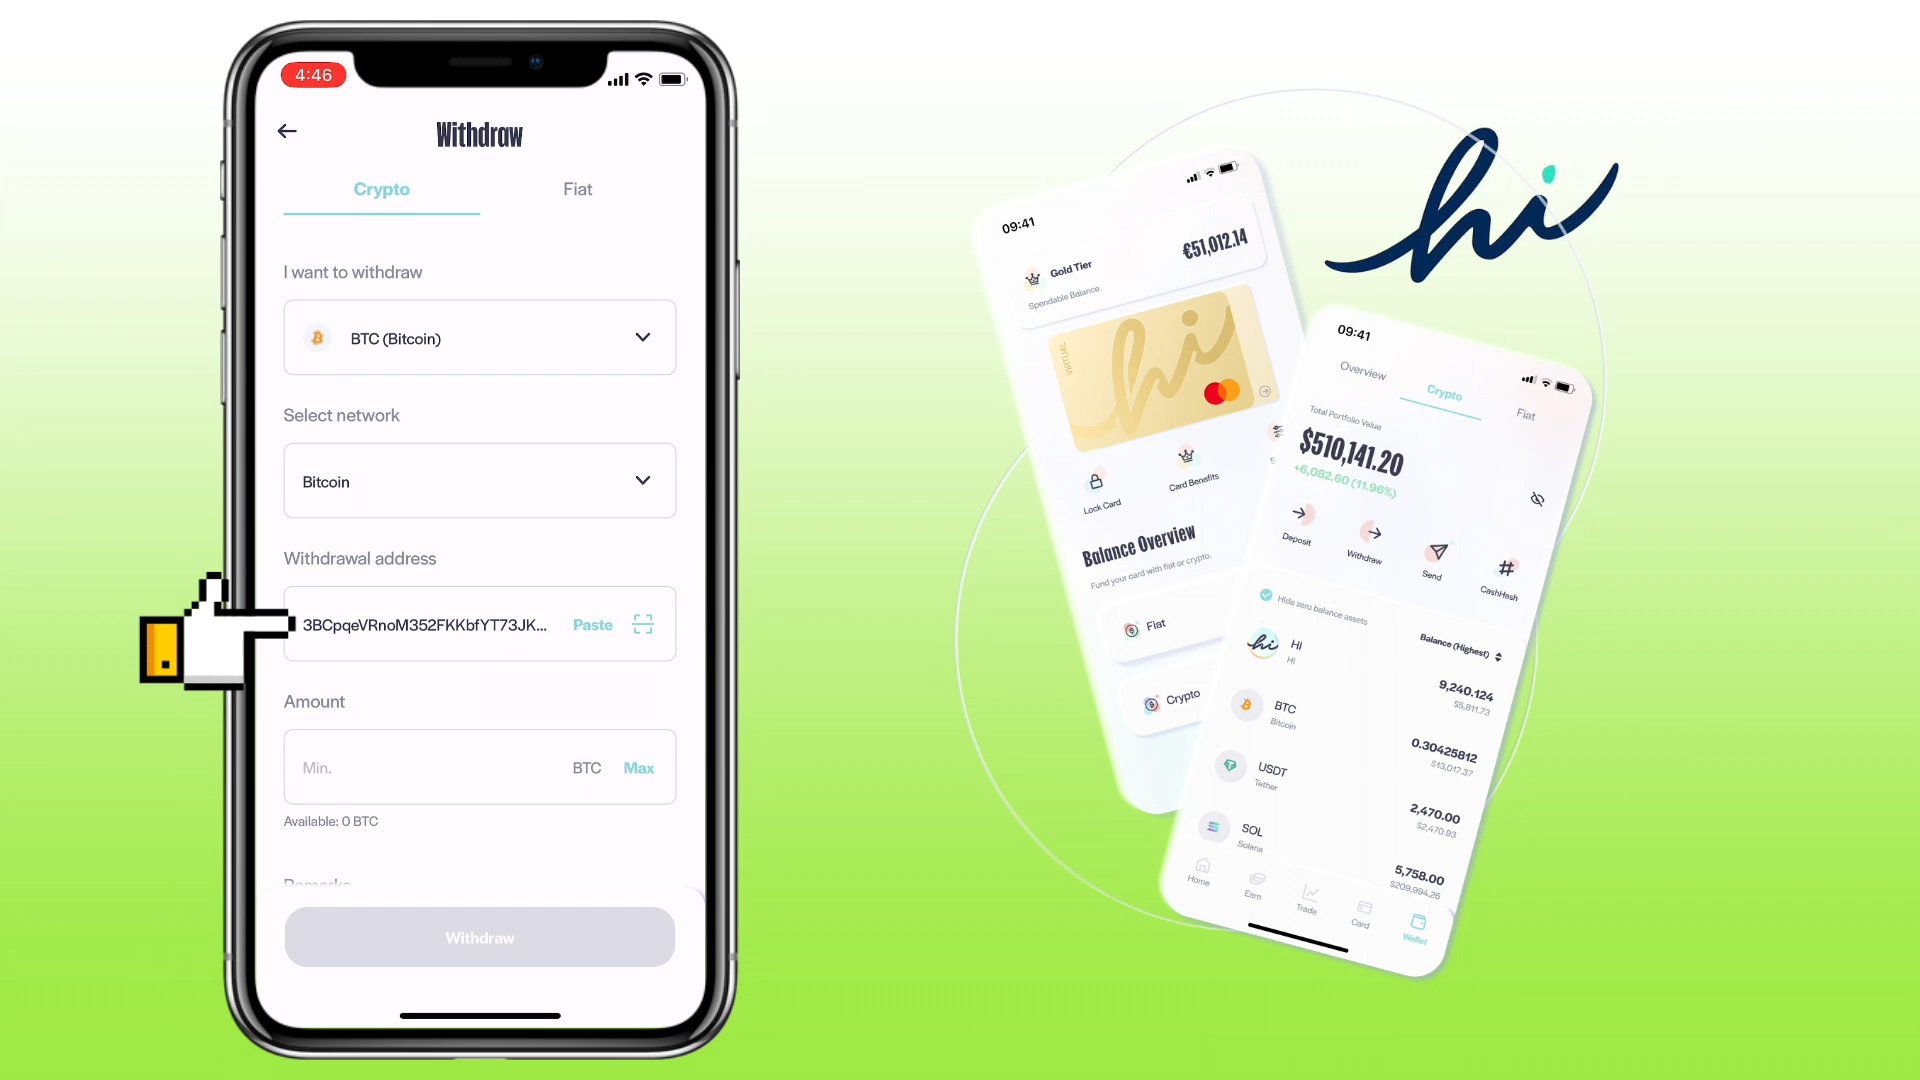 4:46
Withdraw
Crypto
Fiat
I want to withdraw
BTC (Bitcoin)
Select network
Bitcoin
Withdrawal address
3BCpqeVRnoM352FKKbfYT73JK...
Paste
Amount
Min.
BTC
Max
Available: 0 BTC
Remarks
Withdraw
hi
09:41
Gold Tier
€51,012.14
Spendable Balance
VIRTUAL
hi
Lock Card
Card Benefits
Balance Overview
Fund your card with fiat or crypto.
Fiat
Crypto
09:41
Overview
Crypto
Fiat
Total Portfolio Value
$510,141.20
+6,082.60 (11.96%)
Deposit
Withdraw
Send
CashHash
Hide zero balance assets
Balance (Highest)
hi
HI
HI
9,240.124
$5,811.73
BTC
Bitcoin
0.30425812
$13,017.37
USDT
Tether
2,470.00
$2,470.93
SOL
Solana
5,758.00
$209,994.26
Home
Earn
Trade
Card
Wallet